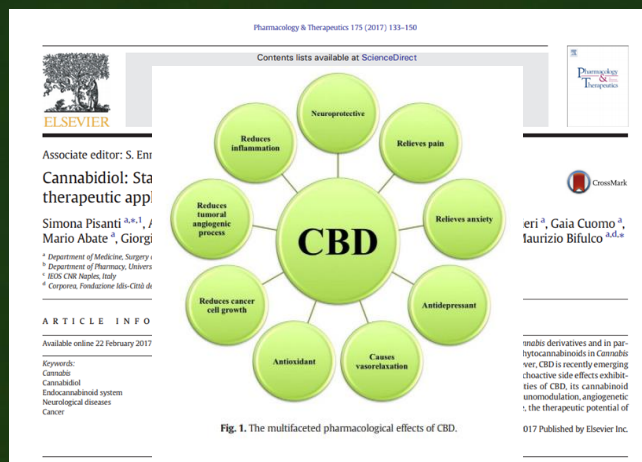 Pharmacology & Therapeutics 175 (2017) 133–150
Contents lists available at ScienceDirect
Pharmacology
&
Therapeutics
ELSEVIER
Associate editor: S. Enn
CrossMark
Cannabidiol: Sta
therapeutic appl
Simona Pisanti a,*,1, A
eri a, Gaia Cuomo a,
Mario Abate a, Giorgi
Maurizio Bifulco a,d,*
a Department of Medicine, Surgery
b Department of Pharmacy, Univers
c IEOS CNR Naples, Italy
d Corporea, Fondazione Idis-Città de
ARTICLE INFO
Available online 22 February 2017
Keywords:
Cannabis
Cannabidiol
Endocannabinoid system
Neurological diseases
Cancer
Neuroprotective
Relieves pain
Relieves anxiety
Antidepressant
Causes
vasorelaxation
Antioxidant
Reduces cancer
cell growth
Reduces
tumoral
angiogenic
process
Reduces
inflammation
CBD
Fig. 1. The multifaceted pharmacological effects of CBD.
nnabis derivatives and in par-
hytocannabinoids in Cannabis
ver, CBD is recently emerging
choactive side effects exhibit-
ties of CBD, its cannabinoid
unomodulation, angiogenetic
, the therapeutic potential of
017 Published by Elsevier Inc.